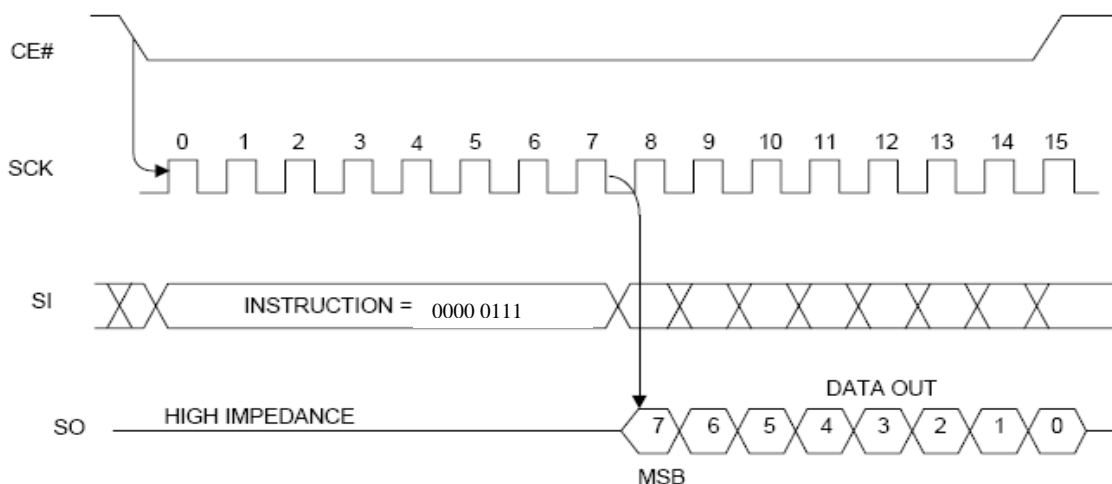 CE#
0 1 2 3 4 5 6 7 8 9 10 11 12 13 14 15
SCK
SI
INSTRUCTION = 0000 0111
DATA OUT
HIGH IMPEDANCE
SO
7 6 5 4 3 2 1 0
MSB